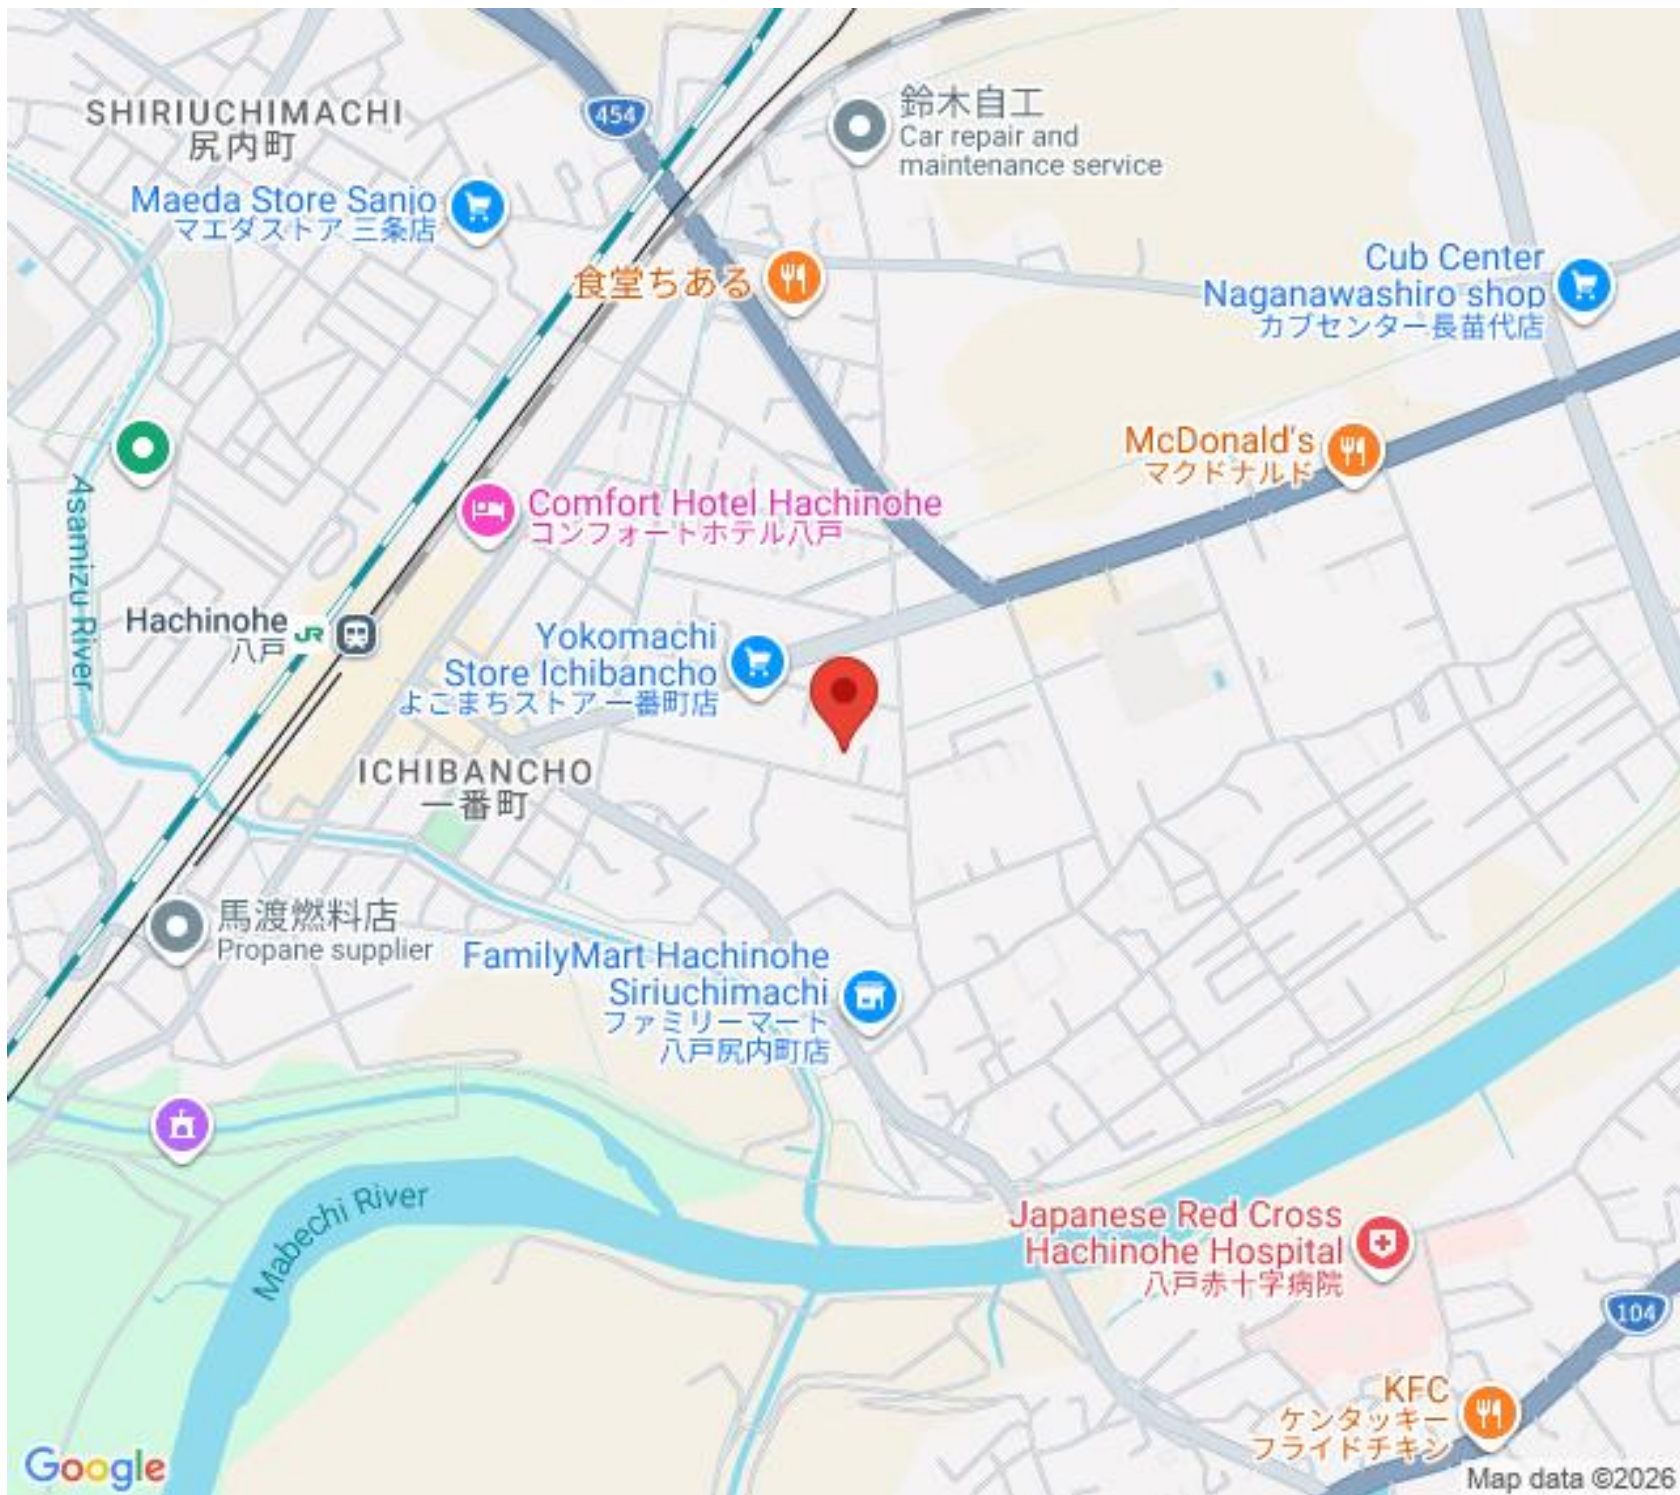 454
鈴木自工
Car repair and
maintenance service
SHIRIUCHIMACHI
尻内町
Maeda Store Sanjo
マエダストア 三条店
食堂ちある
Cub Center
Naganawashiro shop
カブセンター長苗代店
McDonald's
マクドナルド
Asamizu River
Comfort Hotel Hachinohe
コンフォートホテル八戸
Hachinohe
八戸
JR
Yokomachi
Store Ichibancho
よこまちストア 一番町店
ICHIBANCHO
一番町
馬渡燃料店
Propane supplier
FamilyMart Hachinohe
Siriuchimachi
ファミリーマート
八戸尻内町店
Mabechi River
Japanese Red Cross
Hachinohe Hospital
八戸赤十字病院
104
KFC
ケンタッキー
フライドチキン
Google
Map data ©2026